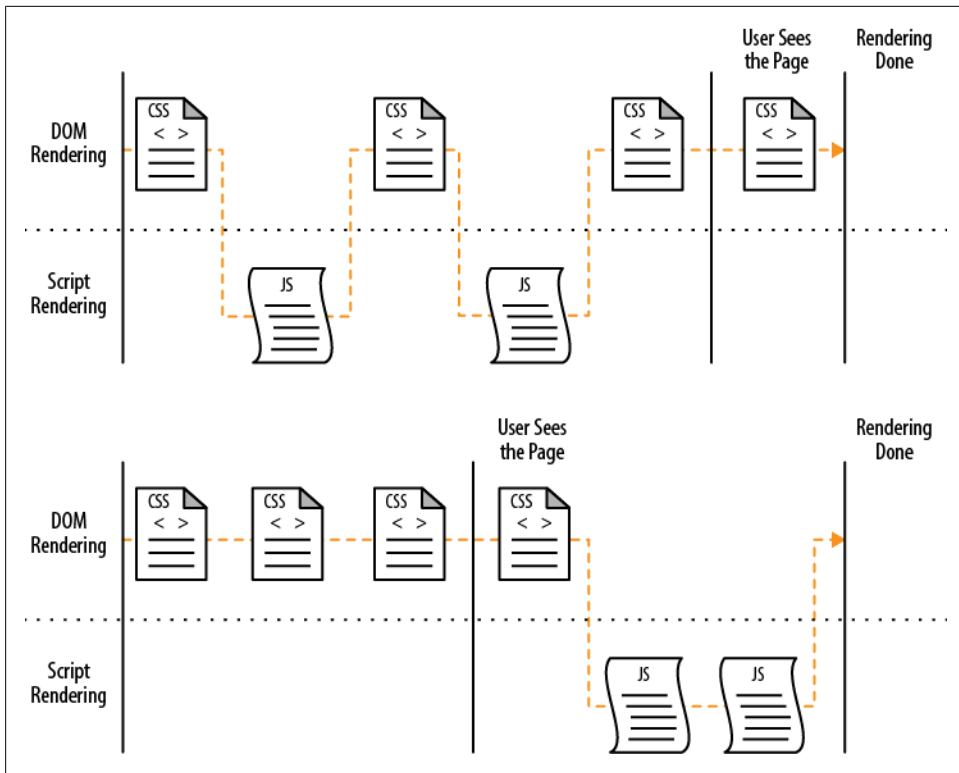 User Sees
the Page
Rendering
Done
DOM
Rendering
CSS
< >
CSS
< >
CSS
< >
CSS
< >
Script
Rendering
JS
JS
User Sees
the Page
Rendering
Done
DOM
Rendering
CSS
< >
CSS
< >
CSS
< >
CSS
< >
Script
Rendering
JS
JS